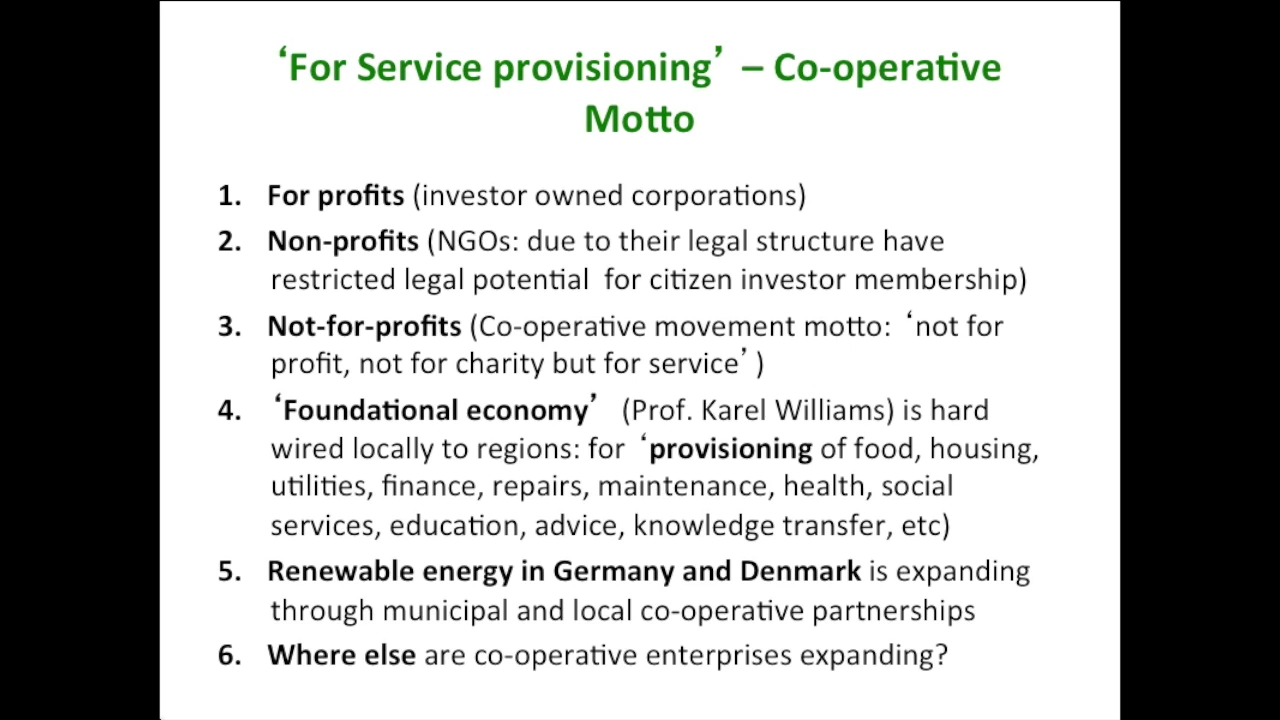 ‘For Service provisioning’ – Co-operative
Motto
1. For profits (investor owned corporations)
2. Non-profits (NGOs: due to their legal structure have
restricted legal potential for citizen investor membership)
3. Not-for-profits (Co-operative movement motto: ‘not for
profit, not for charity but for service’ )
4. ‘Foundational economy’ (Prof. Karel Williams) is hard
wired locally to regions: for ‘provisioning of food, housing,
utilities, finance, repairs, maintenance, health, social
services, education, advice, knowledge transfer, etc)
5. Renewable energy in Germany and Denmark is expanding
through municipal and local co-operative partnerships
6. Where else are co-operative enterprises expanding?